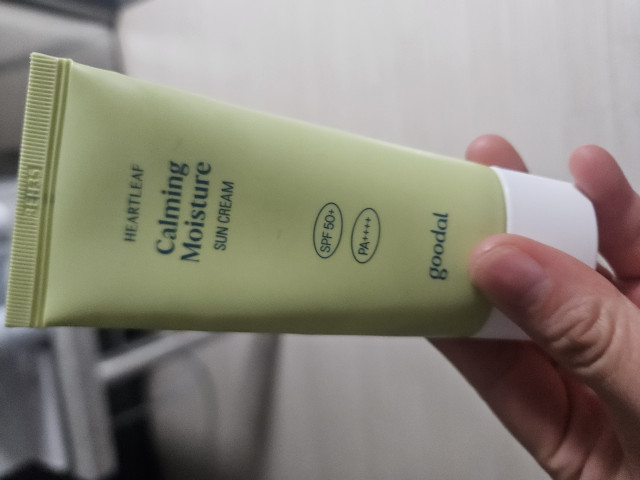 HEARTLEAF
Calming
Moisture
SUN CREAM
SPF 50+
PA++++
goodal